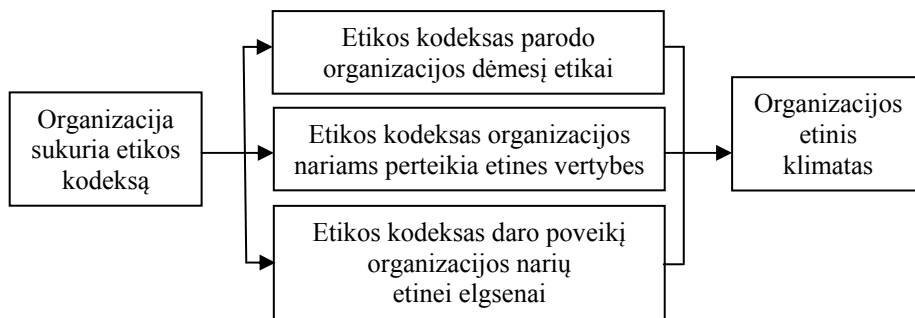 Organizacija
sukuria etikos
kodeksą
Etikos kodeksas parodo
organizacijos dėmesį etikai
Etikos kodeksas organizacijos
nariams perteikia etines vertybes
Etikos kodeksas daro poveikį
organizacijos narių
etinei elgsenai
Organizacijos
etinis
klimatas